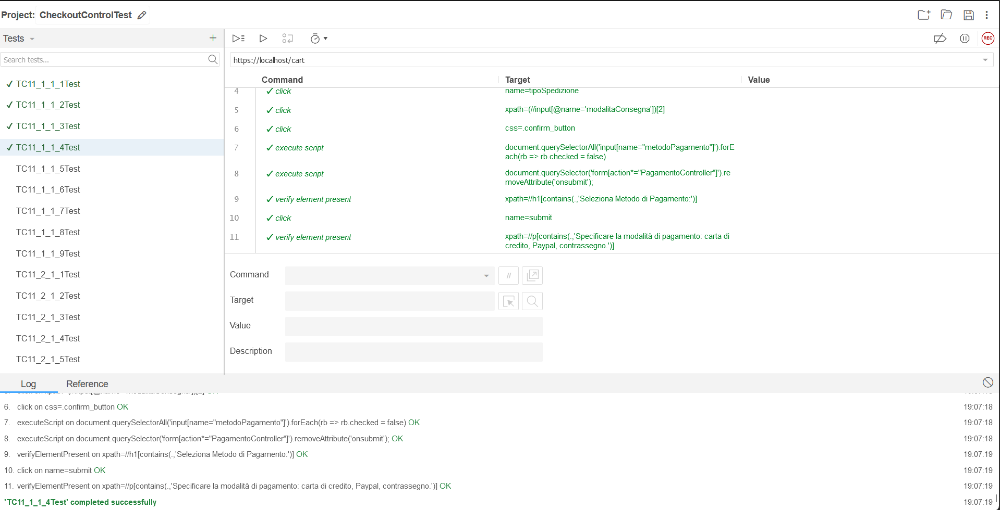 Project: CheckoutControlTest
Tests
Search tests...
TC11_1_1_1Test
TC11_1_1_2Test
TC11_1_1_3Test
TC11_1_1_4Test
TC11_1_1_5Test
TC11_1_1_6Test
TC11_1_1_7Test
TC11_1_1_8Test
TC11_1_1_9Test
TC11_2_1_1Test
TC11_2_1_2Test
TC11_2_1_3Test
TC11_2_1_4Test
TC11_2_1_5Test
REC
https://localhost/cart
Command Target Value
4 ✓ click name=tipoSpedizione
5 ✓ click xpath=(//input[@name='modalitaConsegna'])[2]
6 ✓ click css=.confirm_button
7 ✓ execute script document.querySelectorAll('input[name="metodoPagamento"]').forE
ach(rb => rb.checked = false)
8 ✓ execute script document.querySelector('form[action*="PagamentoController"]').re
moveAttribute('onsubmit');
9 ✓ verify element present xpath=//h1[contains(.,'Seleziona Metodo di Pagamento:')]
10 ✓ click name=submit
11 ✓ verify element present xpath=//p[contains(.,'Specificare la modalità di pagamento: carta di
credito, Paypal, contrassegno.')]
Command
//
Target
Value
Description
Log Reference
6. click on css=.confirm_button OK 19:07:18
7. executeScript on document.querySelectorAll('input[name="metodoPagamento"]').forEach(rb => rb.checked = false) OK 19:07:18
8. executeScript on document.querySelector('form[action*="PagamentoController"]').removeAttribute('onsubmit'); OK 19:07:18
9. verifyElementPresent on xpath=//h1[contains(.,'Seleziona Metodo di Pagamento:')] OK 19:07:19
10. click on name=submit OK 19:07:19
11. verifyElementPresent on xpath=//p[contains(.,'Specificare la modalità di pagamento: carta di credito, Paypal, contrassegno.')] OK 19:07:19
'TC11_1_1_4Test' completed successfully 19:07:19